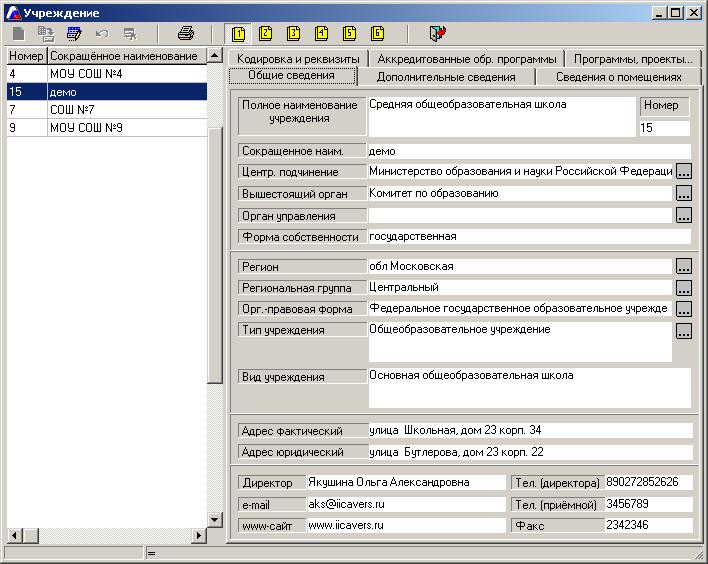 Учреждение
1 2 3 4 5 6
Номер Сокращённое наименование
4 МОУ СОШ №4
15 демо
7 СОШ №7
9 МОУ СОШ №9
Кодировка и реквизиты Аккредитованные обр. программы Программы, проекты...
Общие сведения Дополнительные сведения Сведения о помещениях
Полное наименование Средняя общеобразовательная школа Номер
учреждения
15
Сокращенное наим. демо
Центр. подчинение Министерство образования и науки Российской Федераци ...
Вышестоящий орган Комитет по образованию ...
Орган управления ...
Форма собственности государственная
Регион обл Московская ...
Региональная группа Центральный ...
Орг.-правовая форма Федеральное государственное образовательное учрежде ...
Тип учреждения Общеобразовательное учреждение ...
Вид учреждения Основная общеобразовательная школа
Адрес фактический улица Школьная, дом 23 корп. 34
Адрес юридический улица Бутлерова, дом 23 корп. 22
Директор Якушина Ольга Александровна Тел. (директора) 890272852626
e-mail aks@iicavers.ru Тел. (приёмной) 3456789
www-сайт www.iicavers.ru Факс 2342346
=